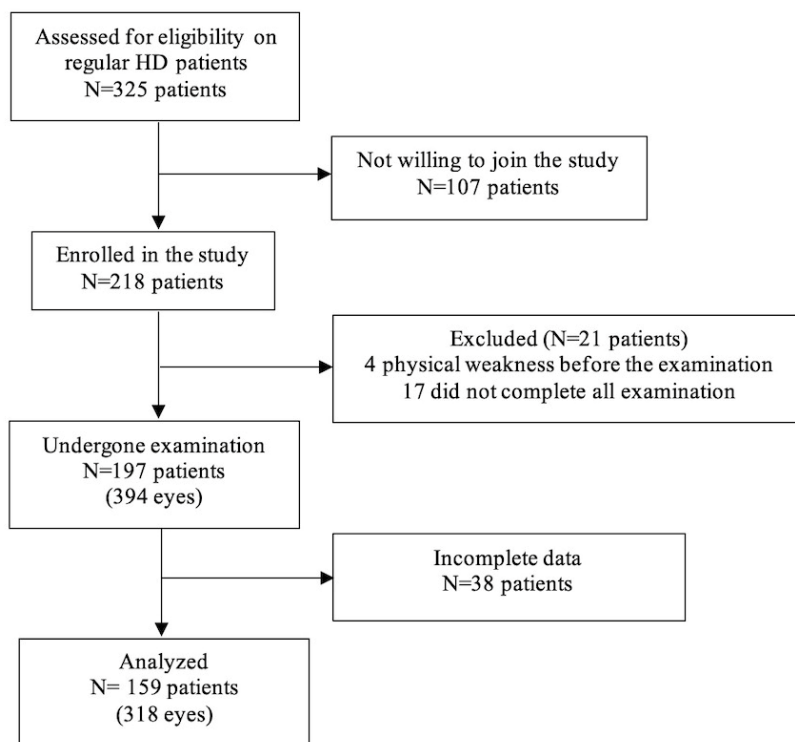 Assessed for eligibility on
regular HD patients
N=325 patients
Not willing to join the study
N=107 patients
Enrolled in the study
N=218 patients
Excluded (N=21 patients)
4 physical weakness before the examination
17 did not complete all examination
Undergone examination
N=197 patients
(394 eyes)
Incomplete data
N=38 patients
Analyzed
N= 159 patients
(318 eyes)